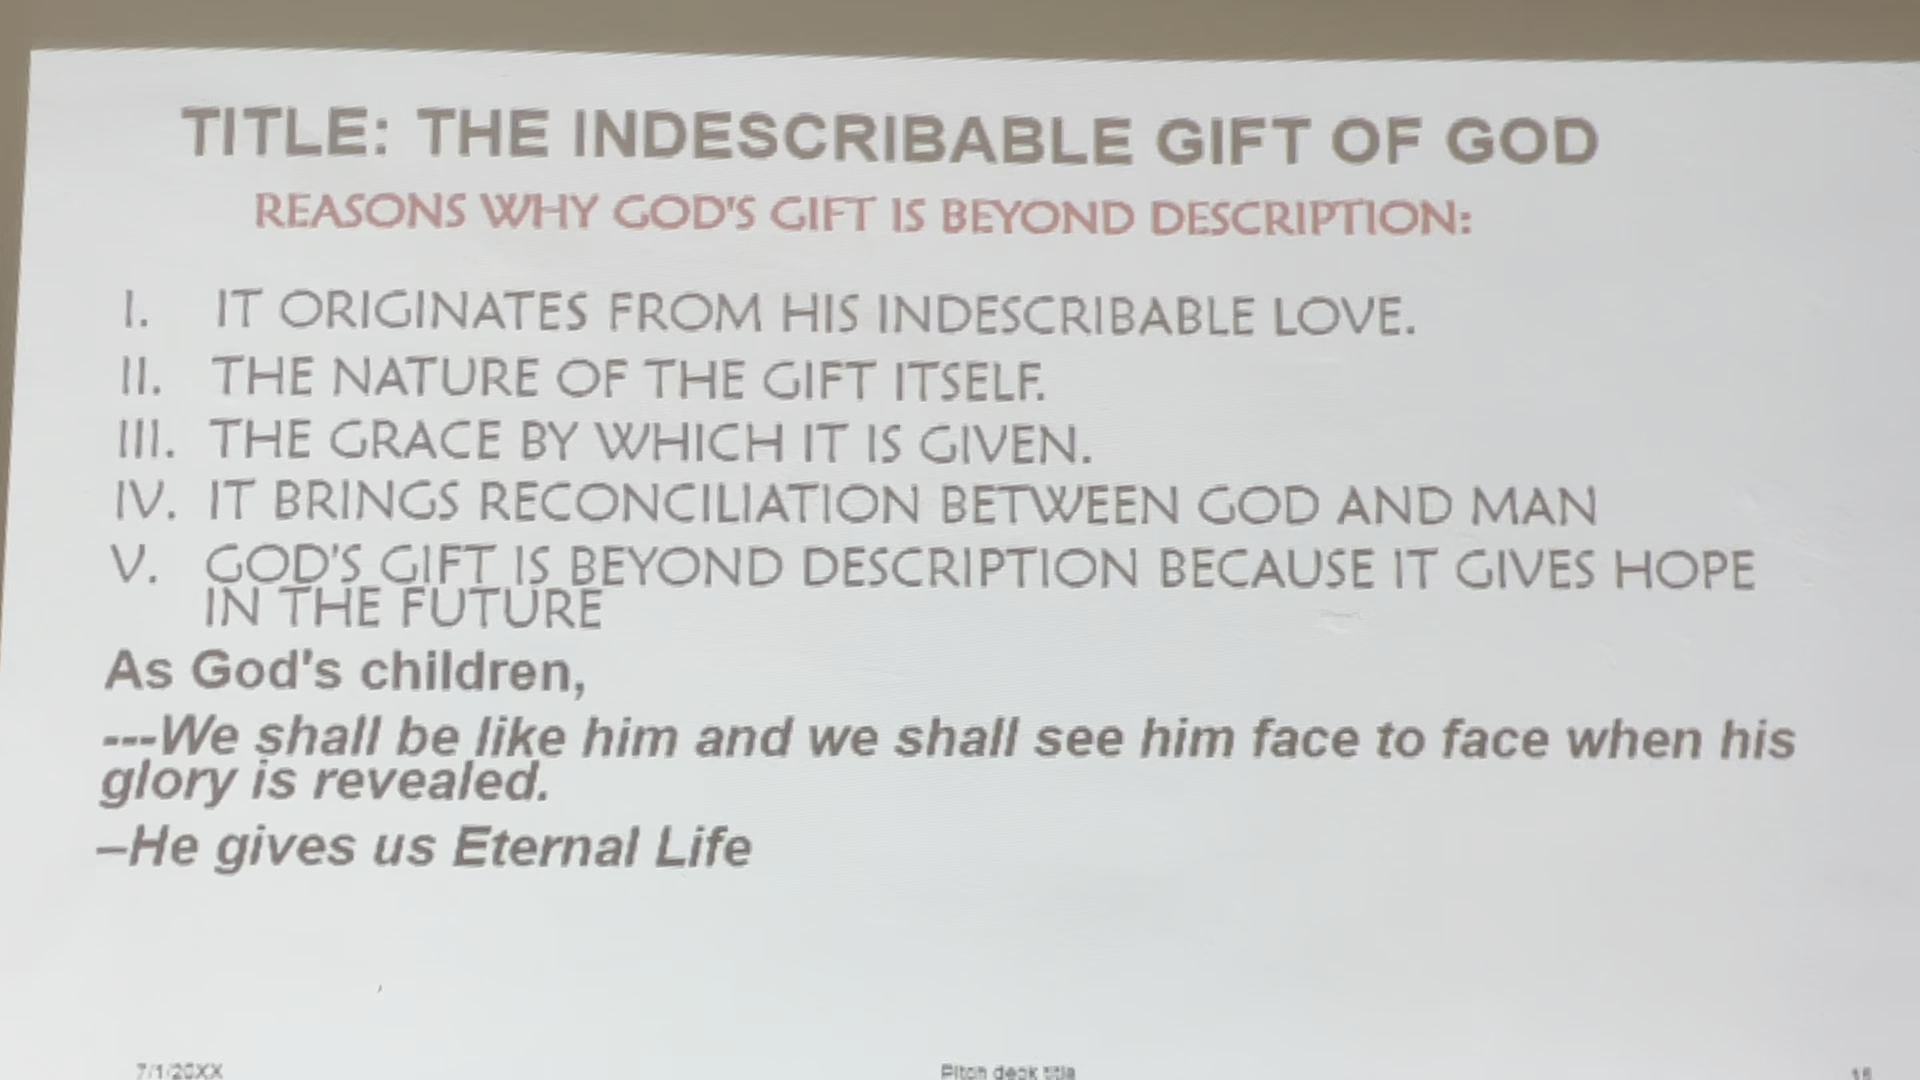 TITLE: THE INDESCRIBABLE GIFT OF GOD
REASONS WHY GOD'S GIFT IS BEYOND DESCRIPTION:
I. IT ORIGINATES FROM HIS INDESCRIBABLE LOVE.
II. THE NATURE OF THE GIFT ITSELF.
III. THE GRACE BY WHICH IT IS GIVEN.
IV. IT BRINGS RECONCILIATION BETWEEN GOD AND MAN
V. GOD'S GIFT IS BEYOND DESCRIPTION BECAUSE IT GIVES HOPE
IN THE FUTURE
As God's children,
---We shall be like him and we shall see him face to face when his
glory is revealed.
–He gives us Eternal Life
7/1/20XX Pitch deck title